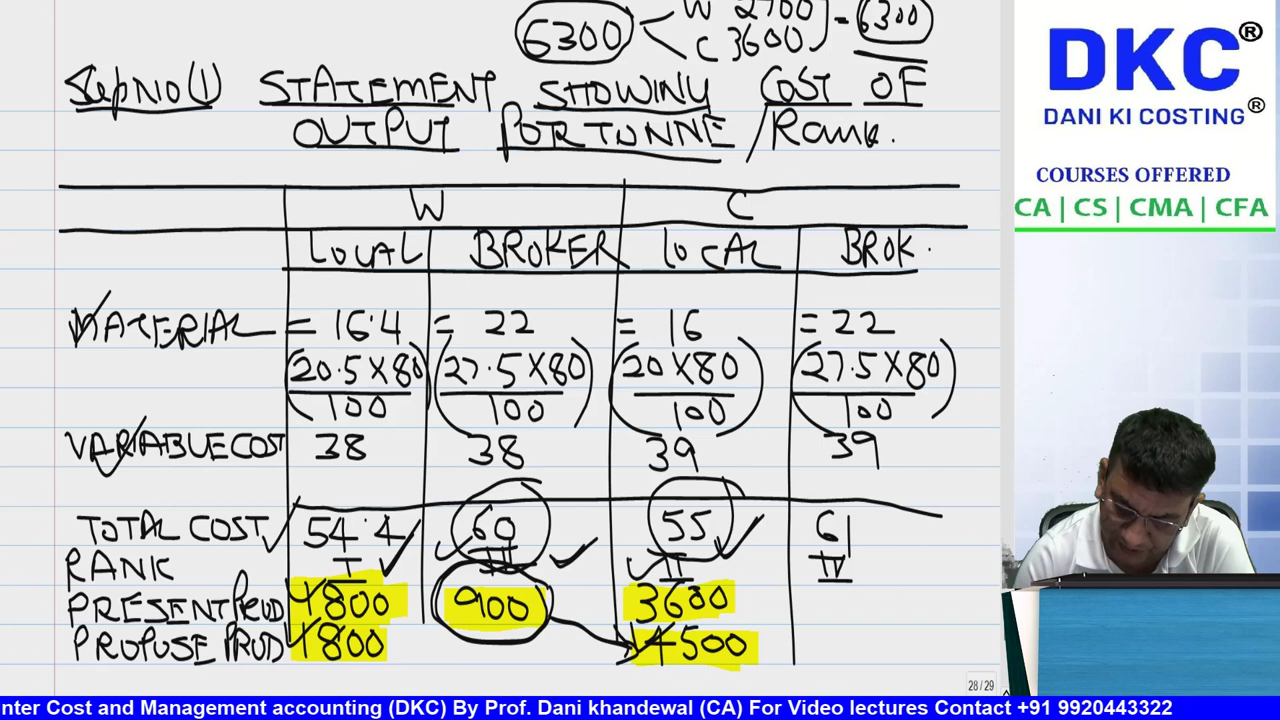 6300 W 2700 C 3600 = 6300
Step No (1) STATEMENT SHOWING COST OF
OUTPUT PER TONNE / Rank.
W C
LOCAL BROKER LOCAL BROK.
MATERIAL = 16.4 = 22 = 16 = 22
(20.5 X 80 / 100) (27.5 X 80 / 100) (20 X 80 / 100) (27.5 X 80 / 100)
VARIABLE COST 38 38 39 39
TOTAL COST 54.4 60 55 61
RANK I III II IV
PRESENT PROD 1800 900 3600
PROPUSE PROD 1800 4500
28 / 29
DKC®
DANI KI COSTING®
COURSES OFFERED
CA | CS | CMA | CFA
nter Cost and Management accounting (DKC) By Prof. Dani khandewal (CA) For Video lectures Contact +91 9920443322